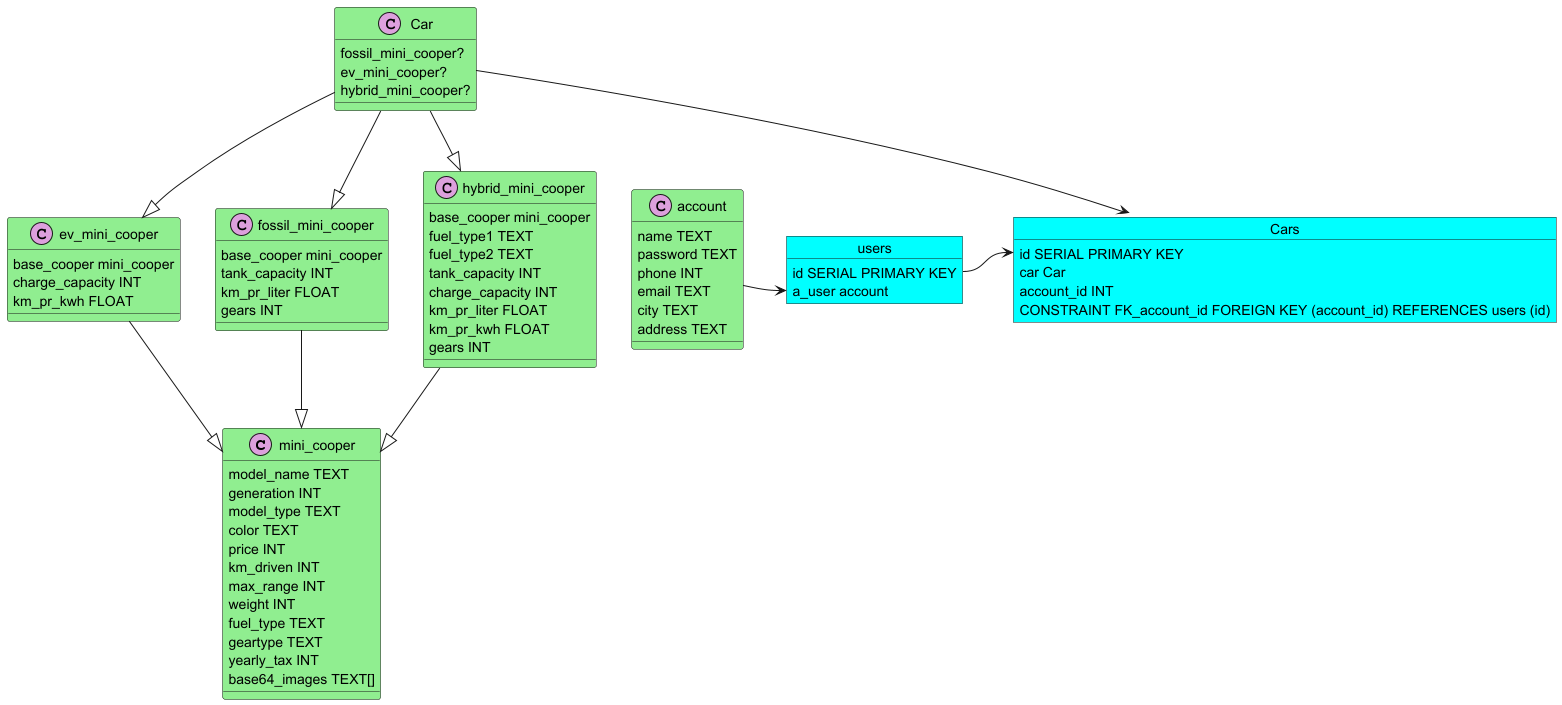 C Car
fossil_mini_cooper?
ev_mini_cooper?
hybrid_mini_cooper?
C ev_mini_cooper
base_cooper mini_cooper
charge_capacity INT
km_pr_kwh FLOAT
C fossil_mini_cooper
base_cooper mini_cooper
tank_capacity INT
km_pr_liter FLOAT
gears INT
C hybrid_mini_cooper
base_cooper mini_cooper
fuel_type1 TEXT
fuel_type2 TEXT
tank_capacity INT
charge_capacity INT
km_pr_liter FLOAT
km_pr_kwh FLOAT
gears INT
C account
name TEXT
password TEXT
phone INT
email TEXT
city TEXT
address TEXT
users
id SERIAL PRIMARY KEY
a_user account
Cars
id SERIAL PRIMARY KEY
car Car
account_id INT
CONSTRAINT FK_account_id FOREIGN KEY (account_id) REFERENCES users (id)
C mini_cooper
model_name TEXT
generation INT
model_type TEXT
color TEXT
price INT
km_driven INT
max_range INT
weight INT
fuel_type TEXT
geartype TEXT
yearly_tax INT
base64_images TEXT[]